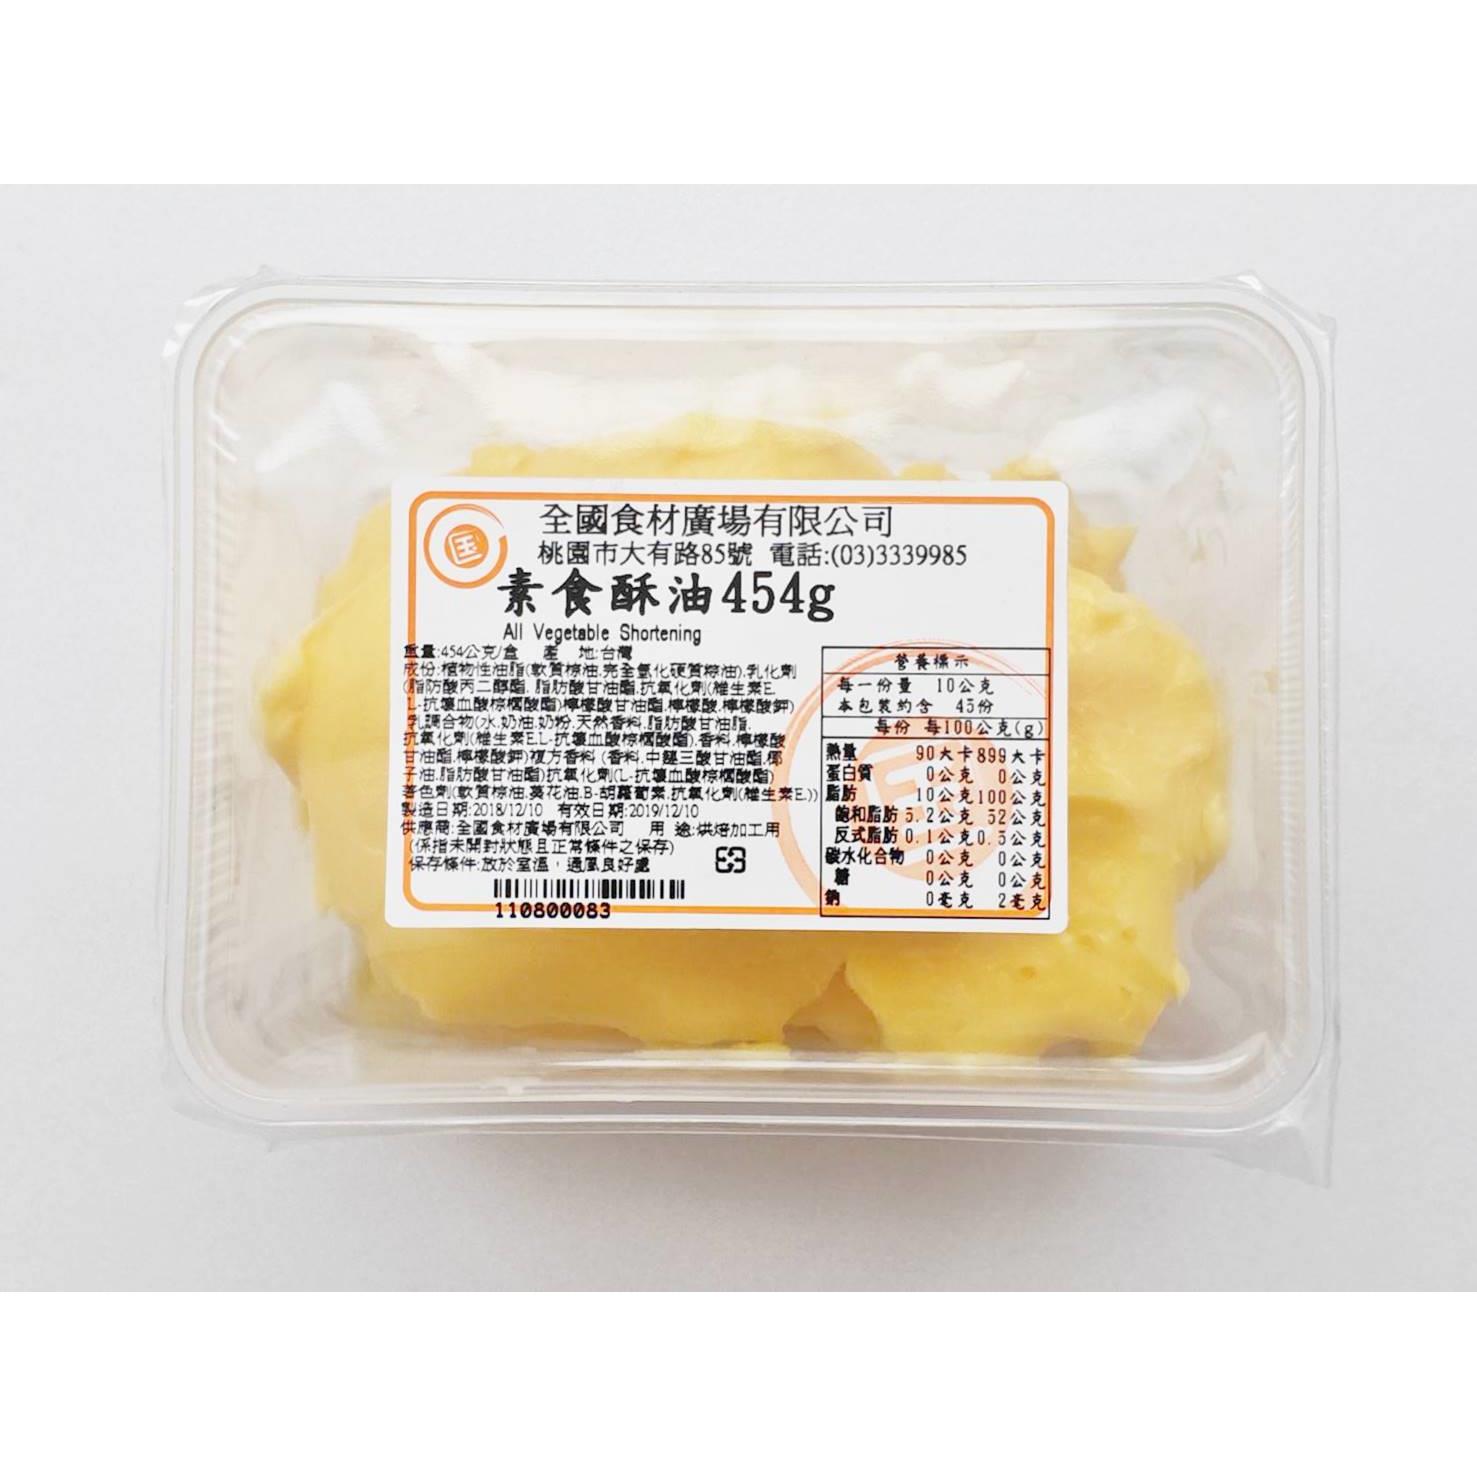 国
全國食材廣場有限公司
桃園市大有路85號 電話:(03)3339985
素食酥油454g
All Vegetable Shortening
重量:454公克/盒 產 地:台灣
成份:植物性油脂(軟質棕油.完全氫化硬質棕油).乳化劑
(脂肪酸丙二醇酯. 脂肪酸甘油酯.抗氧化劑(維生素E.
L-抗壞血酸棕櫚酸酯)檸檬酸甘油酯.檸檬酸.檸檬酸鉀)
乳調合物(水.奶油.奶粉.天然香料.脂肪酸甘油脂.
抗氧化劑(維生素E.L-抗壞血酸棕櫚酸酯).香料.檸檬酸
甘油酯.檸檬酸鉀)複方香料(香料.中鏈三酸甘油酯.椰
子油.脂肪酸甘油酯)抗氧化劑(L-抗壞血酸棕櫚酸酯)
著色劑(軟質棕油.葵花油.B-胡蘿蔔素.抗氧化劑(維生素E.))
製造日期:2018/12/10 有效日期:2019/12/10
供應商:全國食材廣場有限公司 用 途:烘焙加工用
(係指未開封狀態且正常條件之保存)
保存條件:放於室溫，通風良好處
110800083
營養標示
每一份量 10公克
本包裝約含 45份
每份 每100公克(g)
熱量 90大卡 899大卡
蛋白質 0公克 0公克
脂肪 10公克 100公克
飽和脂肪 5.2公克 52公克
反式脂肪 0.1公克 0.5公克
碳水化合物 0公克 0公克
糖 0公克 0公克
鈉 0毫克 2毫克